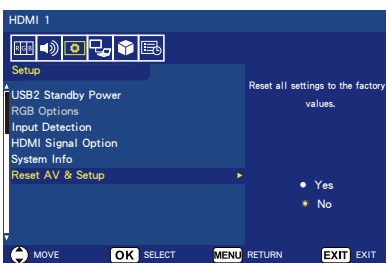 HDMI 1
RGB
Setup
USB2 Standby Power
RGB Options
Input Detection
HDMI Signal Option
System Info
Reset AV & Setup
Reset all settings to the factory
values.
Yes
No
MOVE OK SELECT MENU RETURN EXIT EXIT